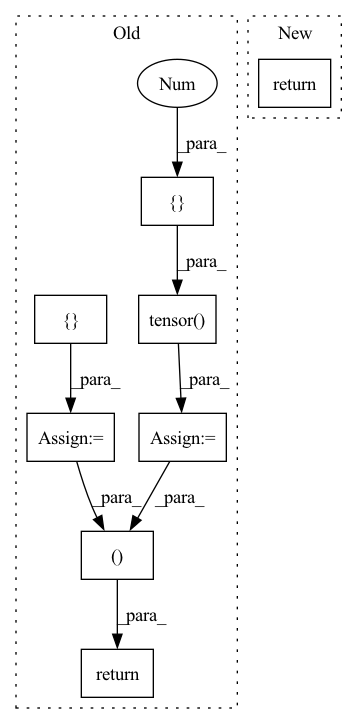 Old
New
Num
return
_para_
{}
_para_
{}
tensor()
_para_
_para_
Assign:=
Assign:=
_para_
_para_
()
_para_
return